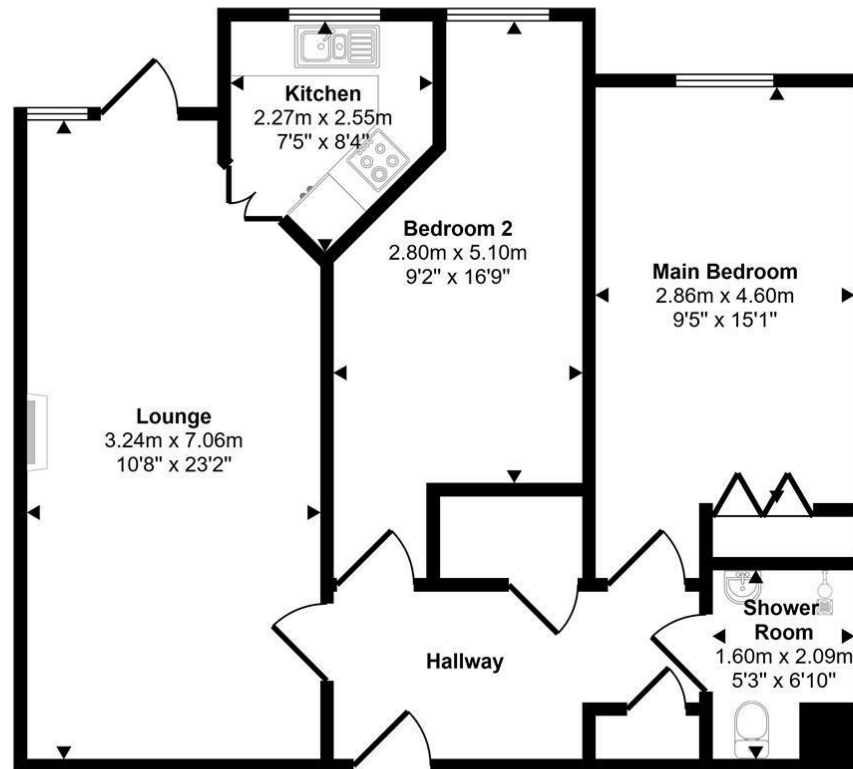 Kitchen
2.27m x 2.55m
7'5" x 8'4"
Bedroom 2
2.80m x 5.10m
9'2" x 16'9"
Main Bedroom
2.86m x 4.60m
9'5" x 15'1"
Lounge
3.24m x 7.06m
10'8" x 23'2"
Hallway
Shower
Room
1.60m x 2.09m
5'3" x 6'10"